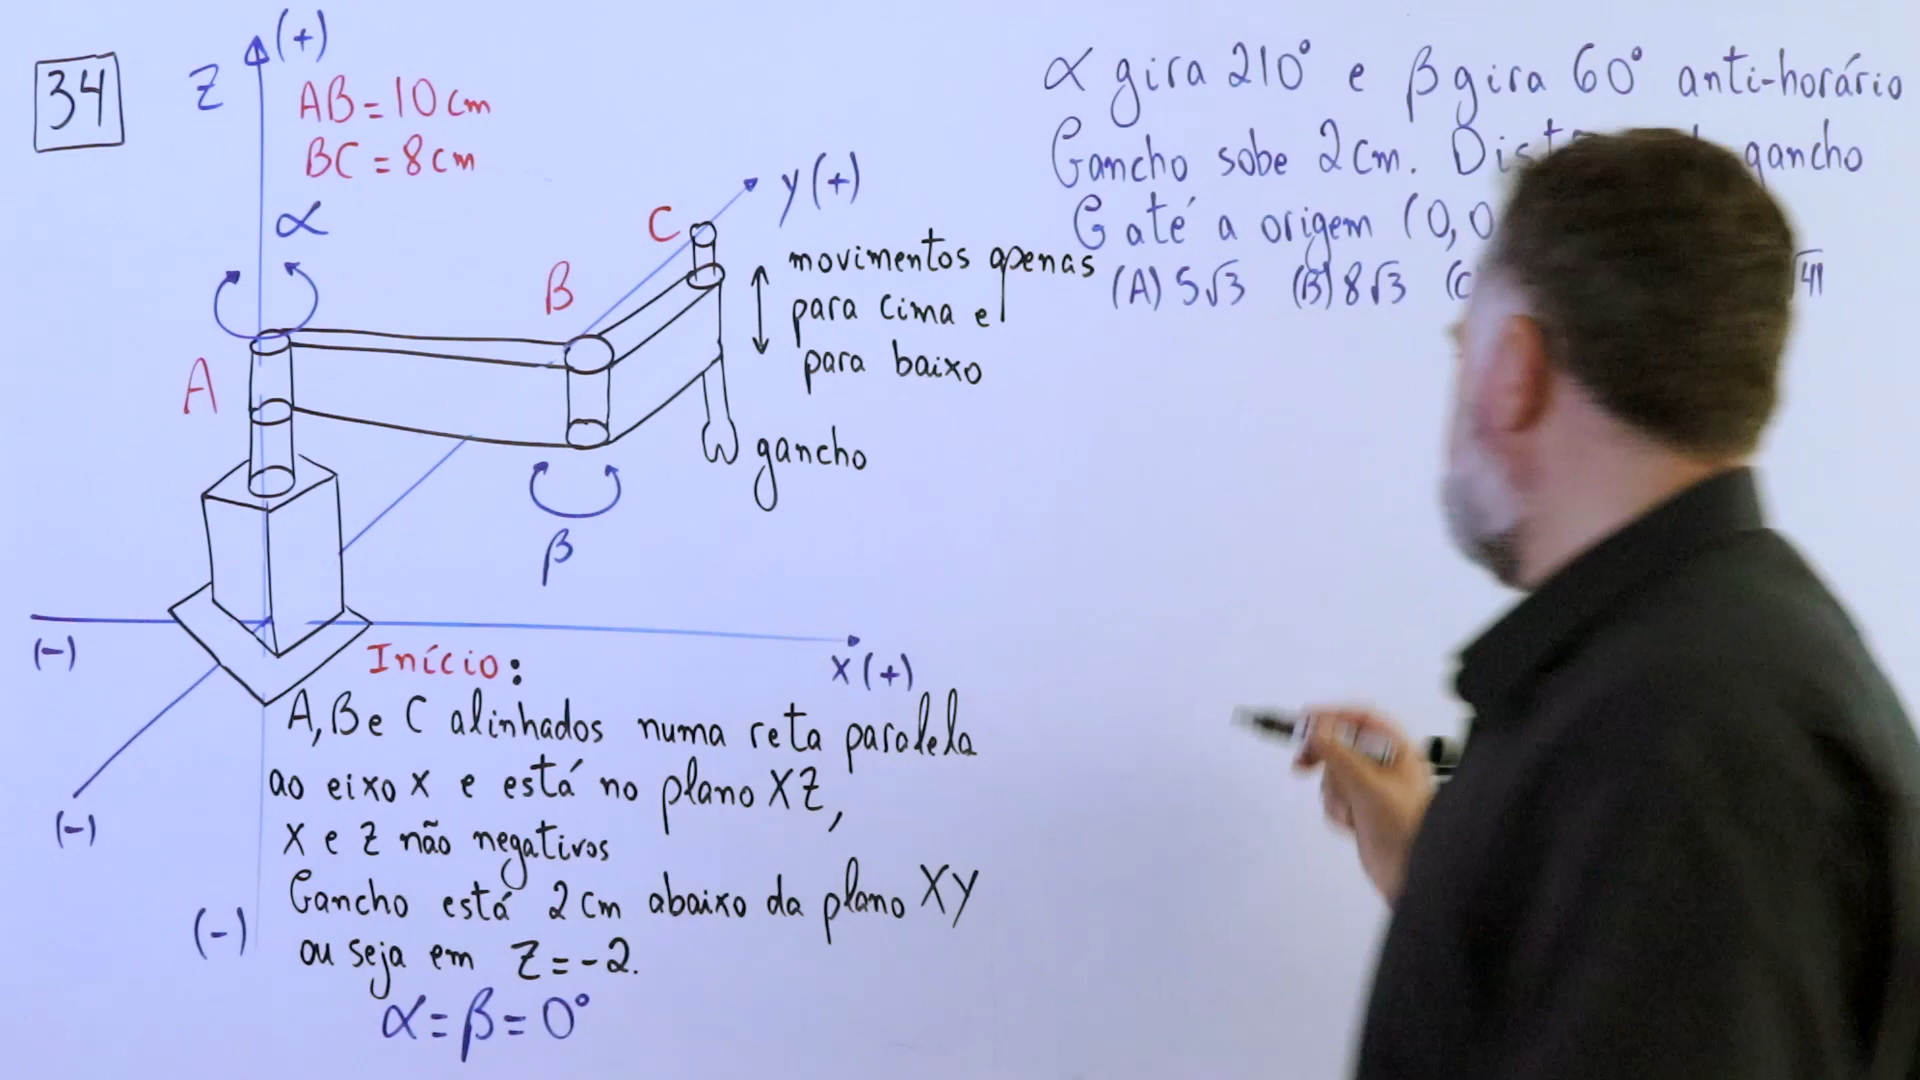 34
Z (+)
AB = 10 cm
BC = 8 cm
α
A
B
C
y (+)
movimentos apenas
para cima e
para baixo
gancho
β
(-)
x (+)
(-)
(-)
Início:
A, B e C alinhados numa reta paralela
ao eixo X e está no plano XZ,
X e Z não negativos
Gancho está 2 cm abaixo da plano XY
ou seja em Z = -2.
α = β = 0°
α gira 210° e β gira 60° anti-horário
Gancho sobe 2 cm. gancho
G até a origem (0, 0
(A) 5√3 (B) 8√3 (C √41